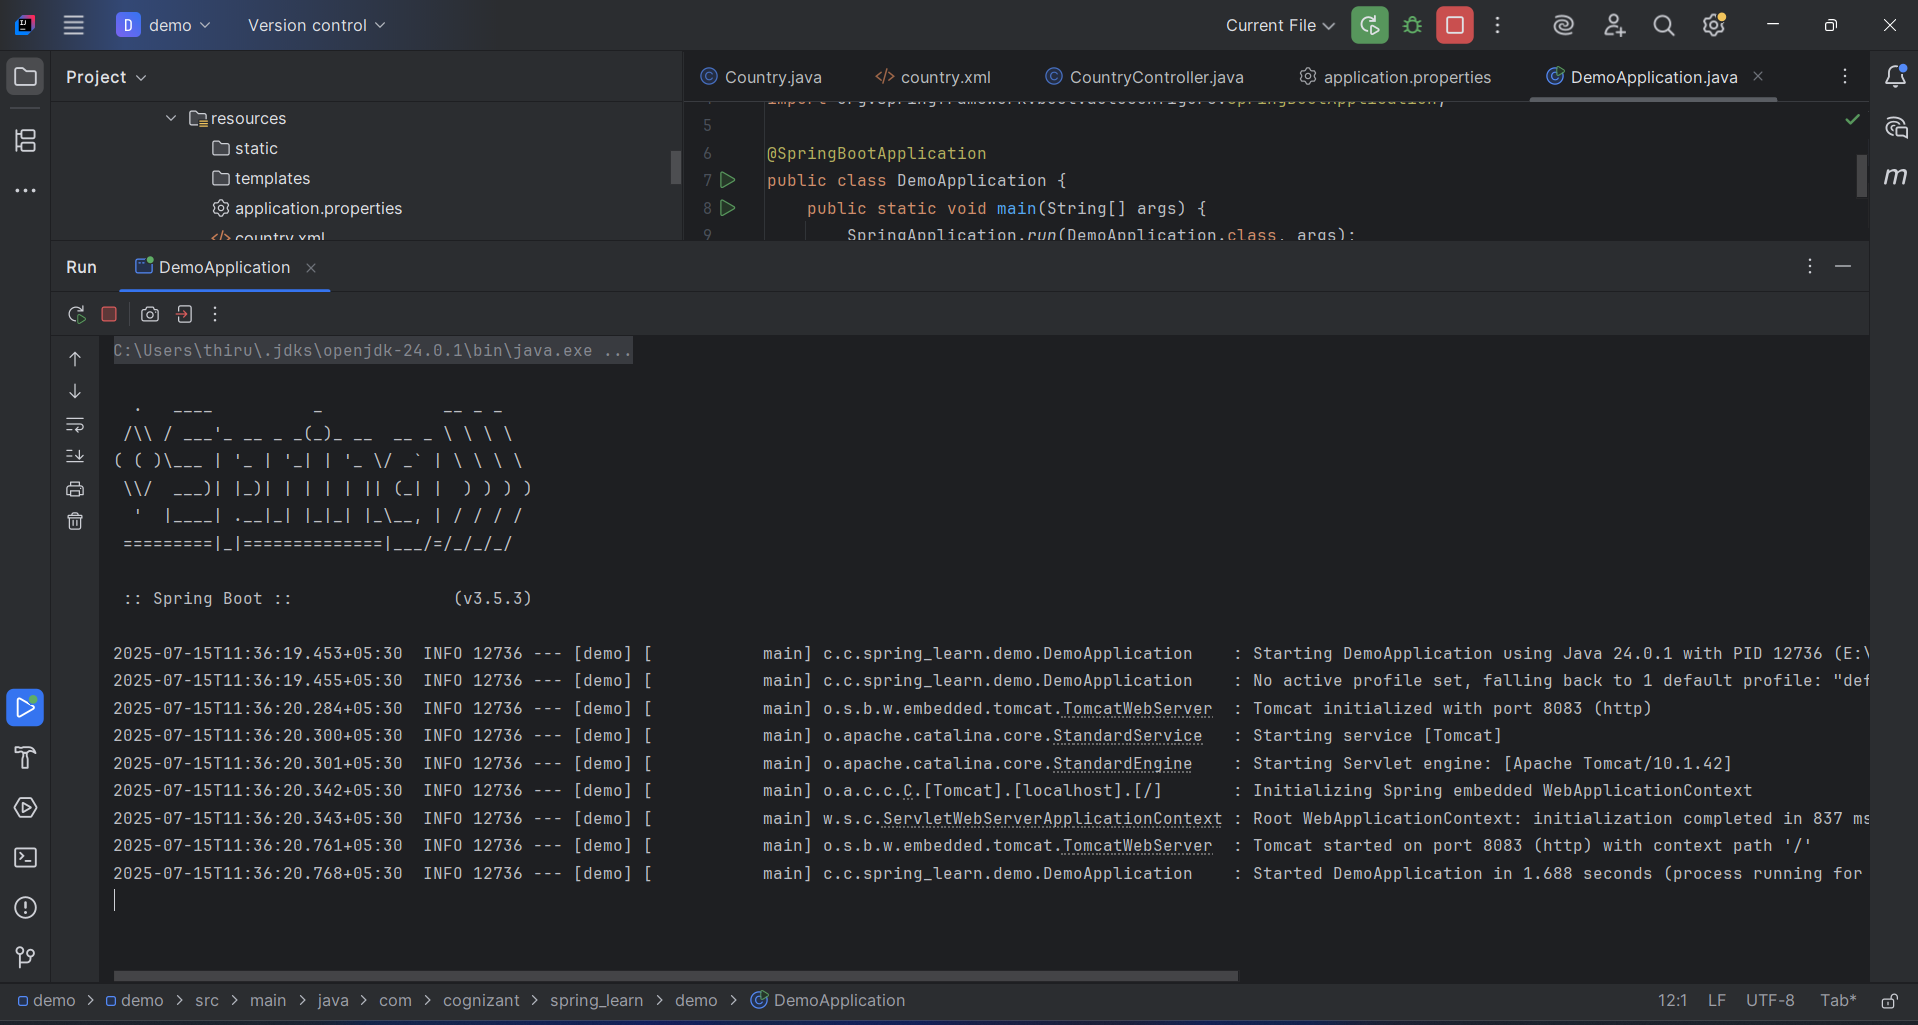 D demo Version control Current File
Project
resources
static
templates
application.properties
country.xml
Country.java country.xml CountryController.java application.properties DemoApplication.java
import org.springframework.boot.autoconfigure.SpringBootApplication;
5
6 @SpringBootApplication
7 public class DemoApplication {
8 public static void main(String[] args) {
9 SpringApplication.run(DemoApplication.class, args);
m
Run DemoApplication
C:\Users\thiru\.jdks\openjdk-24.0.1\bin\java.exe ...
  .   ____          _            __ _ _
 /\\ / ___'_ __ _ _(_)_ __  __ _ \ \ \ \
( ( )\___ | '_ | '_| | '_ \/ _` | \ \ \ \
 \\/  ___)| |_)| | | | | || (_| |  ) ) ) )
  '  |____| .__|_| |_|_| |_\__, | / / / /
 =========|_|==============|___/=/_/_/_/
:: Spring Boot :: (v3.5.3)
2025-07-15T11:36:19.453+05:30 INFO 12736 --- [demo] [ main] c.c.spring_learn.demo.DemoApplication : Starting DemoApplication using Java 24.0.1 with PID 12736 (E:\
2025-07-15T11:36:19.455+05:30 INFO 12736 --- [demo] [ main] c.c.spring_learn.demo.DemoApplication : No active profile set, falling back to 1 default profile: "def
2025-07-15T11:36:20.284+05:30 INFO 12736 --- [demo] [ main] o.s.b.w.embedded.tomcat.TomcatWebServer : Tomcat initialized with port 8083 (http)
2025-07-15T11:36:20.300+05:30 INFO 12736 --- [demo] [ main] o.apache.catalina.core.StandardService : Starting service [Tomcat]
2025-07-15T11:36:20.301+05:30 INFO 12736 --- [demo] [ main] o.apache.catalina.core.StandardEngine : Starting Servlet engine: [Apache Tomcat/10.1.42]
2025-07-15T11:36:20.342+05:30 INFO 12736 --- [demo] [ main] o.a.c.c.C.[Tomcat].[localhost].[/] : Initializing Spring embedded WebApplicationContext
2025-07-15T11:36:20.343+05:30 INFO 12736 --- [demo] [ main] w.s.c.ServletWebServerApplicationContext : Root WebApplicationContext: initialization completed in 837 ms
2025-07-15T11:36:20.761+05:30 INFO 12736 --- [demo] [ main] o.s.b.w.embedded.tomcat.TomcatWebServer : Tomcat started on port 8083 (http) with context path '/'
2025-07-15T11:36:20.768+05:30 INFO 12736 --- [demo] [ main] c.c.spring_learn.demo.DemoApplication : Started DemoApplication in 1.688 seconds (process running for
demo > demo > src > main > java > com > cognizant > spring_learn > demo > DemoApplication 12:1 LF UTF-8 Tab*